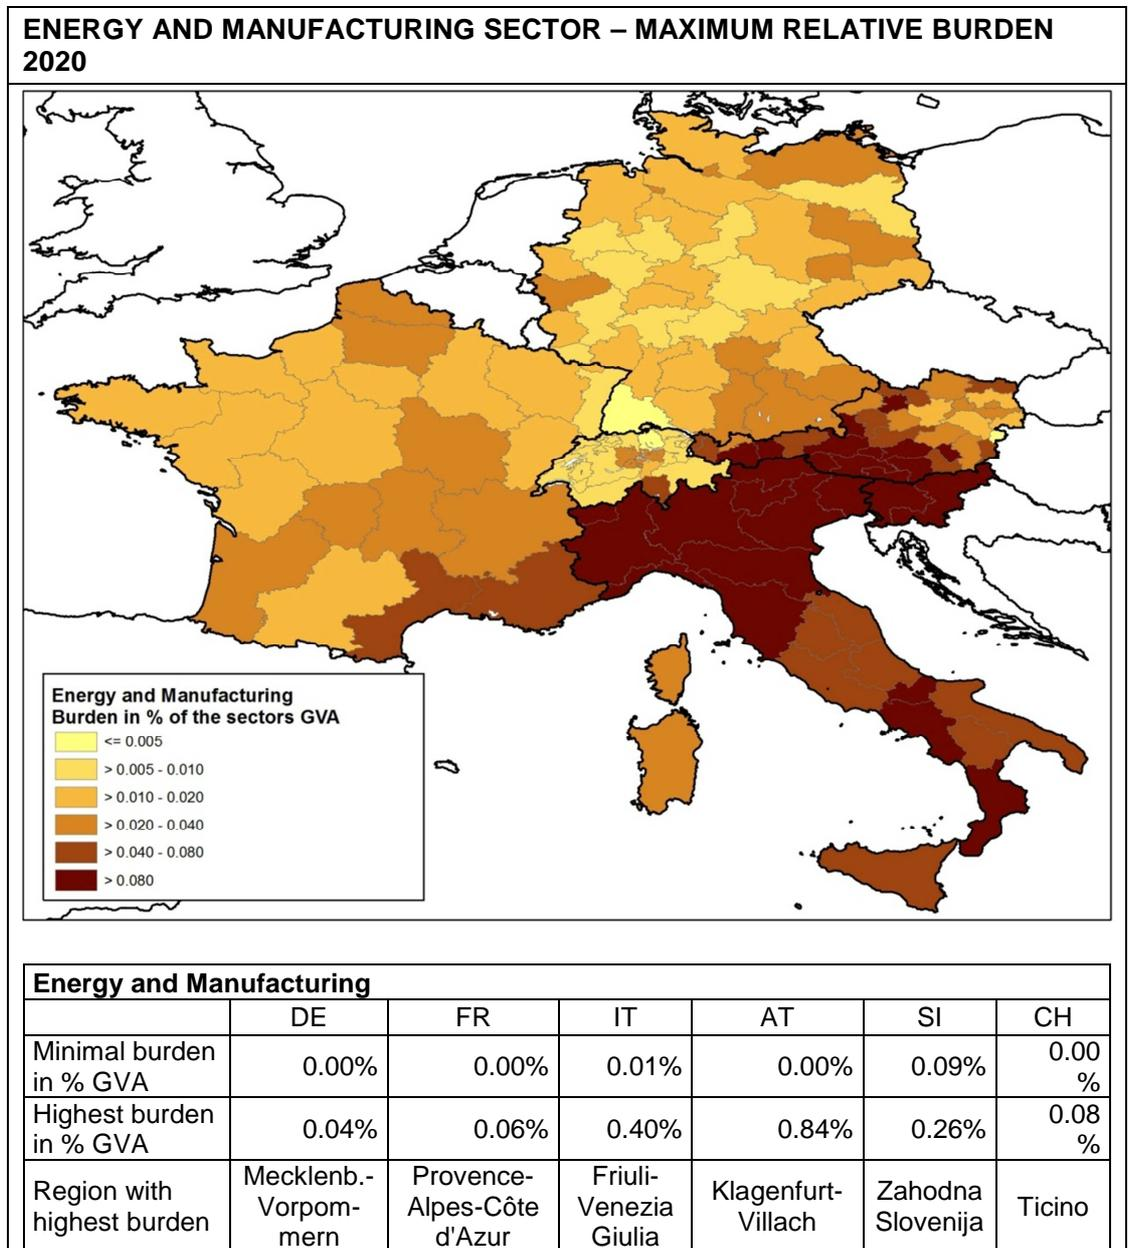 ENERGY AND MANUFACTURING SECTOR – MAXIMUM RELATIVE BURDEN
2020
Energy and Manufacturing
Burden in % of the sectors GVA
<= 0.005
> 0.005 - 0.010
> 0.010 - 0.020
> 0.020 - 0.040
> 0.040 - 0.080
> 0.080
Energy and Manufacturing
DE FR IT AT SI CH
Minimal burden
in % GVA
0.00% 0.00% 0.01% 0.00% 0.09% 0.00
%
Highest burden
in % GVA
0.04% 0.06% 0.40% 0.84% 0.26% 0.08
%
Region with
highest burden
Mecklenb.-
Vorpom-
mern
Provence-
Alpes-Côte
d'Azur
Friuli-
Venezia
Giulia
Klagenfurt-
Villach
Zahodna
Slovenija
Ticino